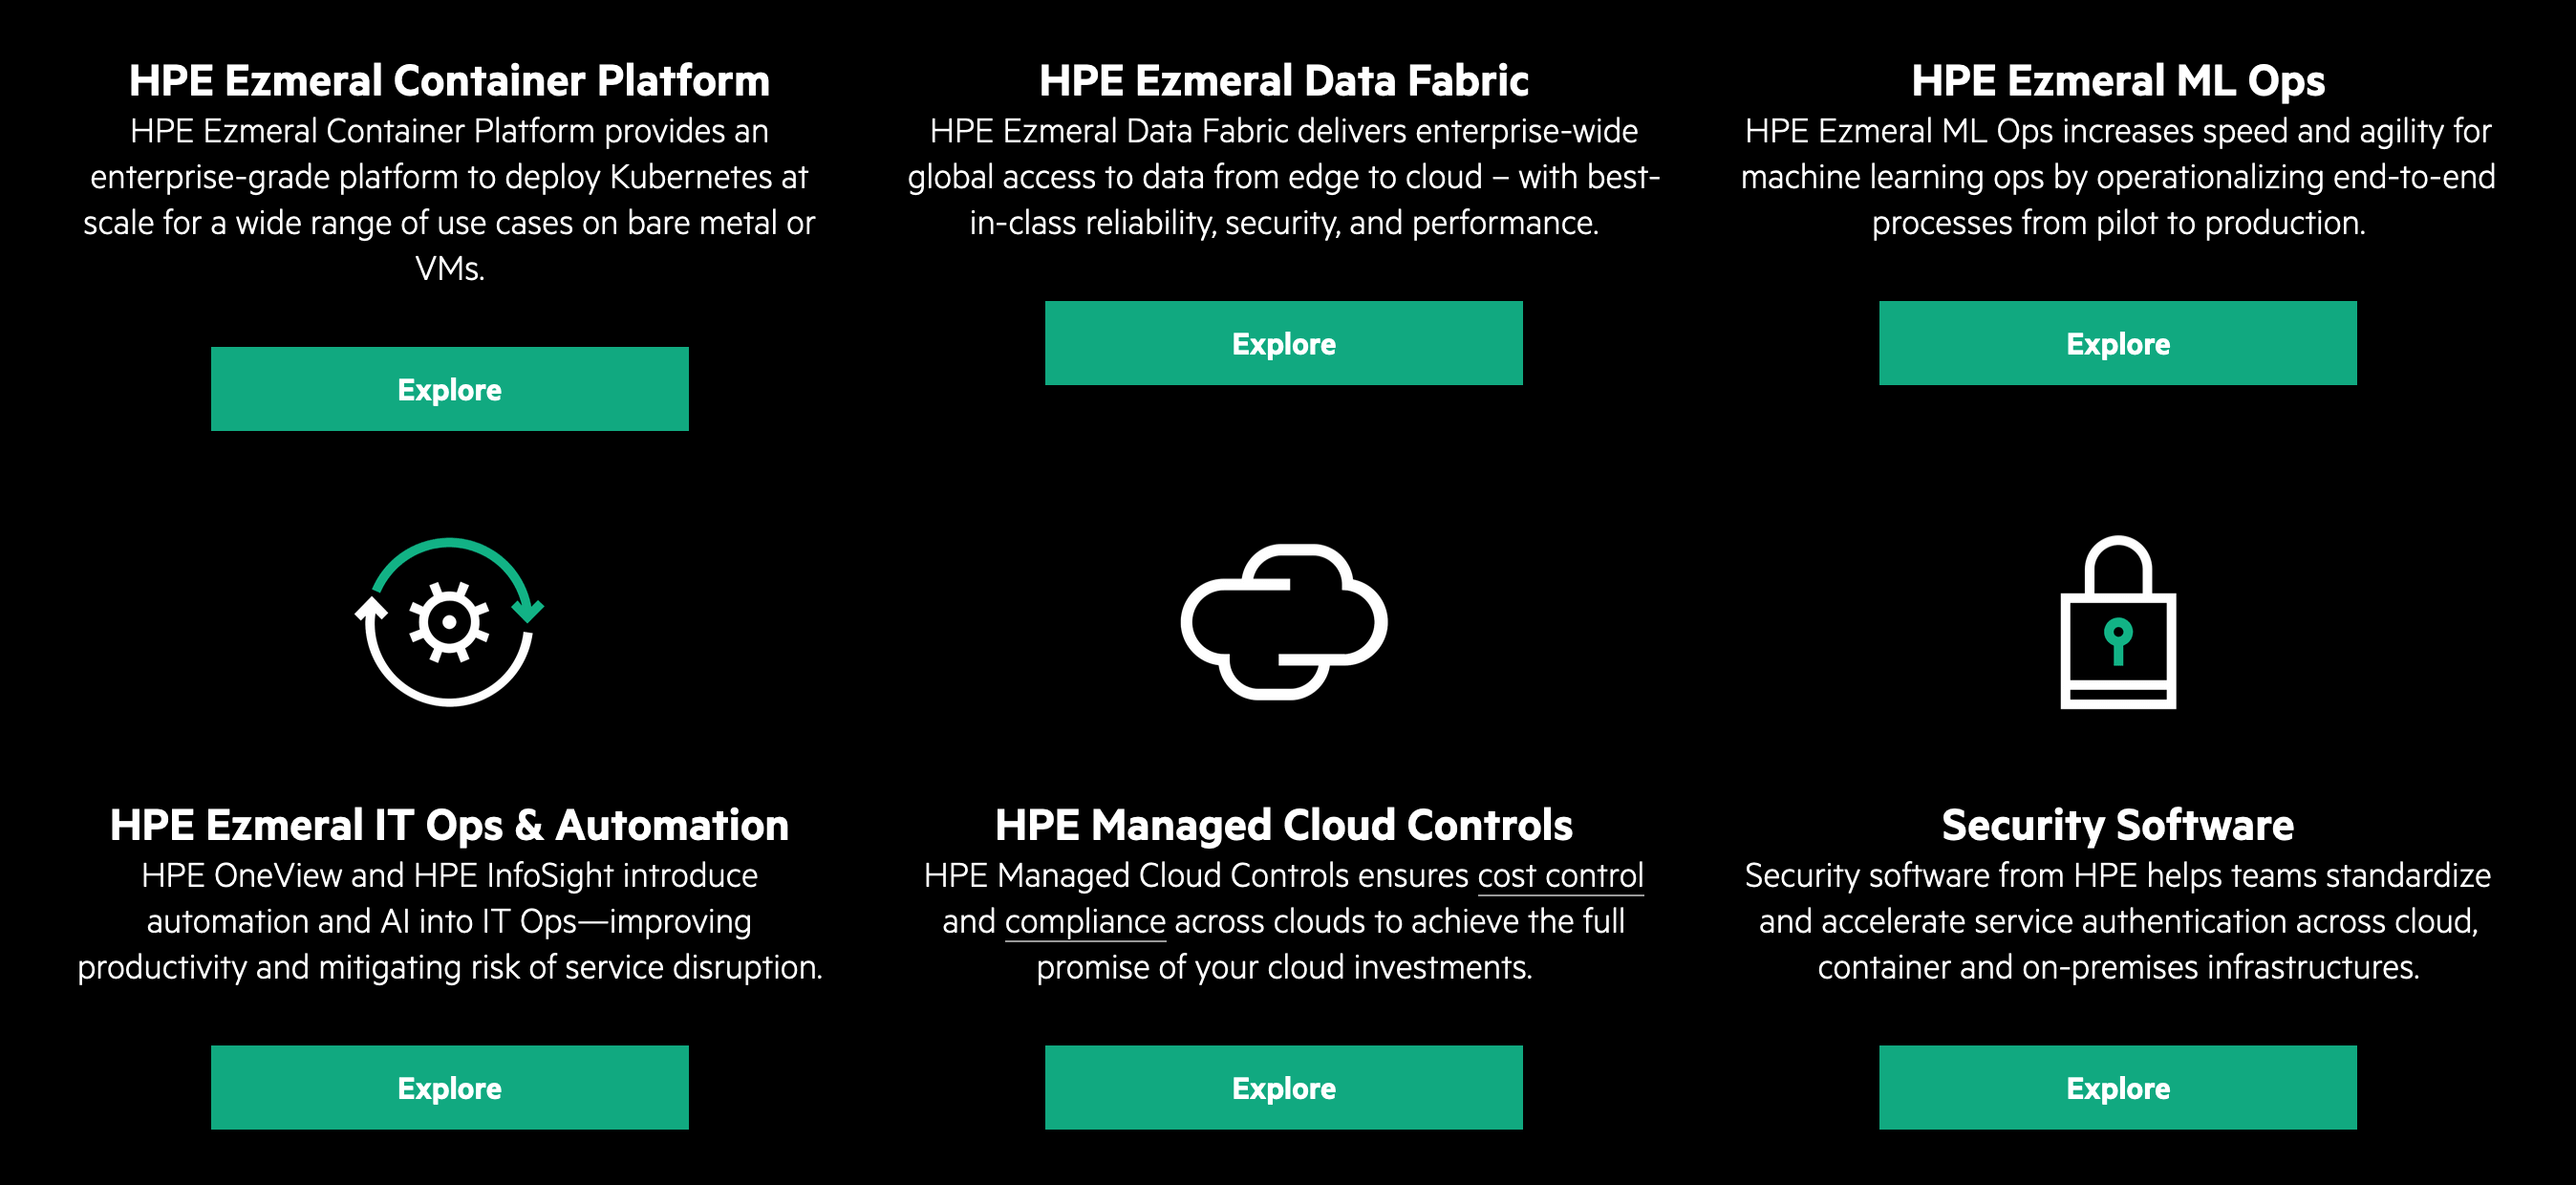 HPE Ezmeral Container Platform
HPE Ezmeral Container Platform provides an
enterprise-grade platform to deploy Kubernetes at
scale for a wide range of use cases on bare metal or
VMs.
Explore
HPE Ezmeral Data Fabric
HPE Ezmeral Data Fabric delivers enterprise-wide
global access to data from edge to cloud – with best-
in-class reliability, security, and performance.
Explore
HPE Ezmeral ML Ops
HPE Ezmeral ML Ops increases speed and agility for
machine learning ops by operationalizing end-to-end
processes from pilot to production.
Explore
HPE Ezmeral IT Ops & Automation
HPE OneView and HPE InfoSight introduce
automation and AI into IT Ops—improving
productivity and mitigating risk of service disruption.
Explore
HPE Managed Cloud Controls
HPE Managed Cloud Controls ensures cost control
and compliance across clouds to achieve the full
promise of your cloud investments.
Explore
Security Software
Security software from HPE helps teams standardize
and accelerate service authentication across cloud,
container and on-premises infrastructures.
Explore